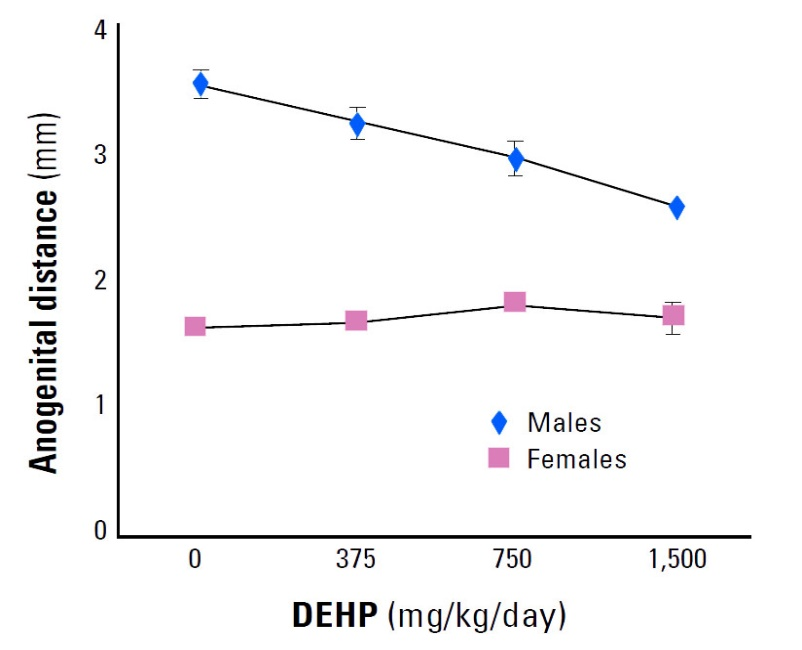 4
3
2
1
0
Anogenital distance (mm)
Males
Females
0 375 750 1,500
DEHP (mg/kg/day)